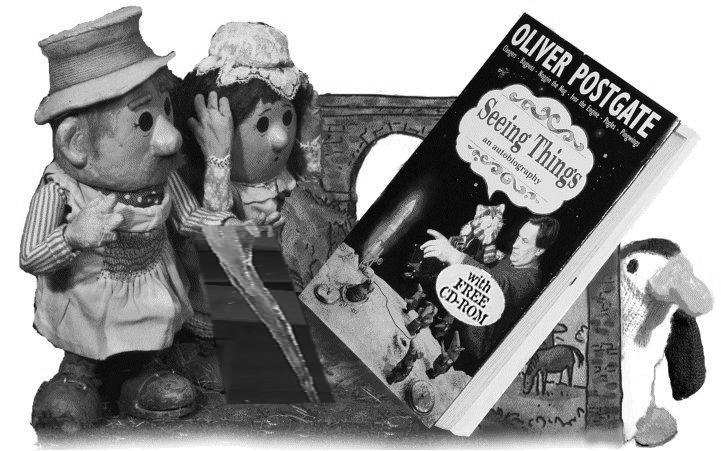 OLIVER POSTGATE
Clangers - Bagpuss - Noggin the Nog - Ivor the Engine - Pogles - Pingwings
Seeing Things
an autobiography
with
FREE
CD-ROM